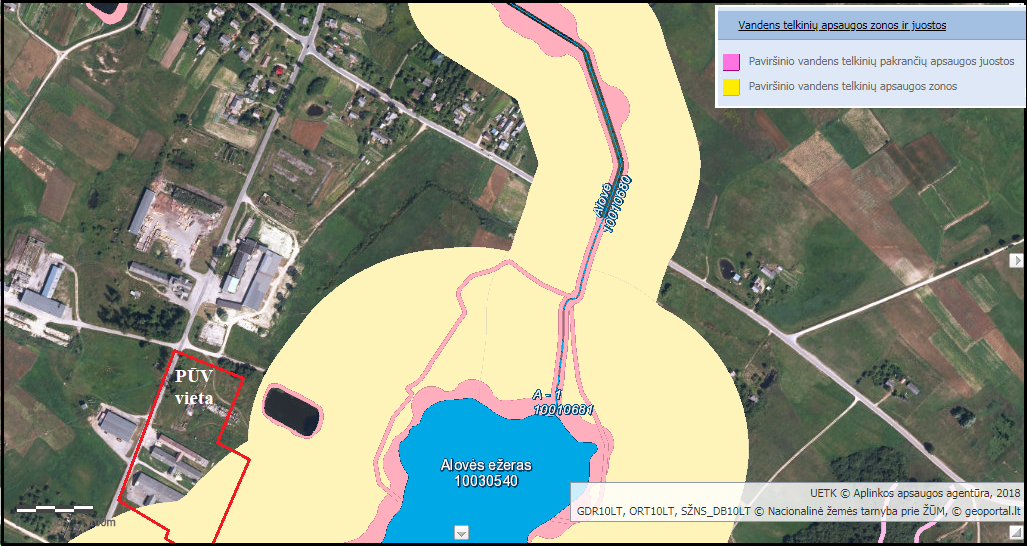 Vandens telkinių apsaugos zonos ir juostos
Paviršinio vandens telkinių pakrančių apsaugos juostos
Paviršinio vandens telkinių apsaugos zonos
Alovė
10010680
PŪV
vieta
A - 1
10010681
Alovės ežeras
10030540
UETK © Aplinkos apsaugos agentūra, 2018
GDR10LT, ORT10LT, SŽNS_DB10LT © Nacionalinė žemės tarnyba prie ŽŪM, © geoportal.lt